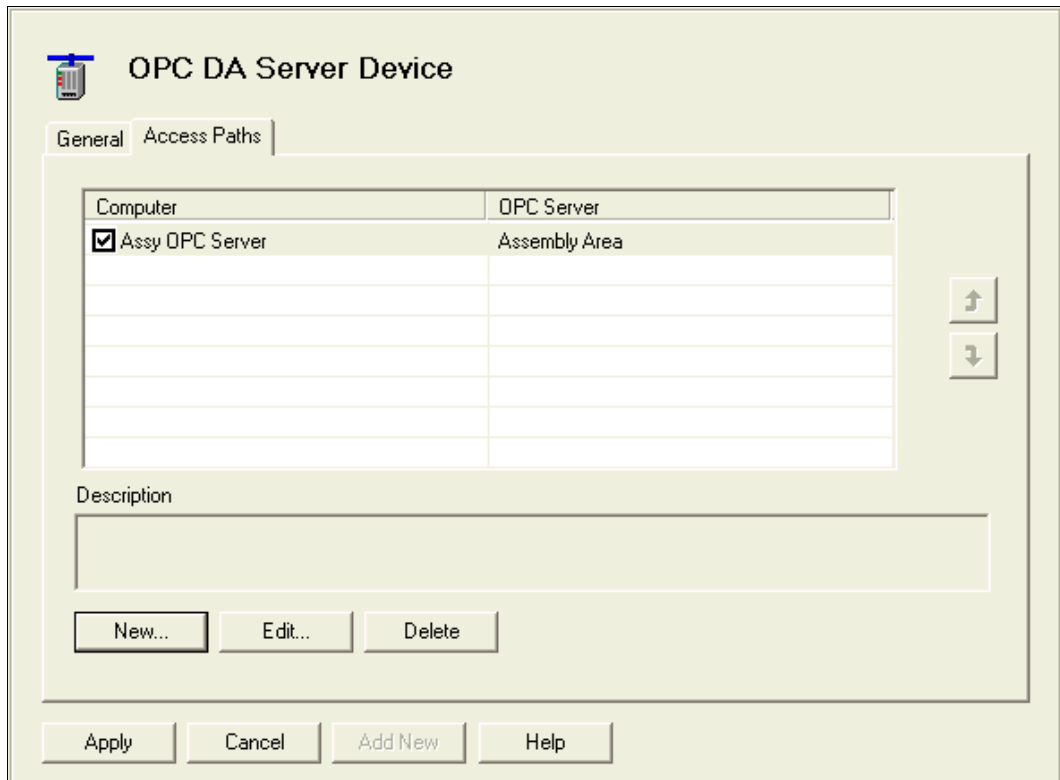 OPC DA Server Device
General Access Paths
Computer OPC Server
Assy OPC Server Assembly Area
Description
New... Edit... Delete
Apply Cancel Add New Help